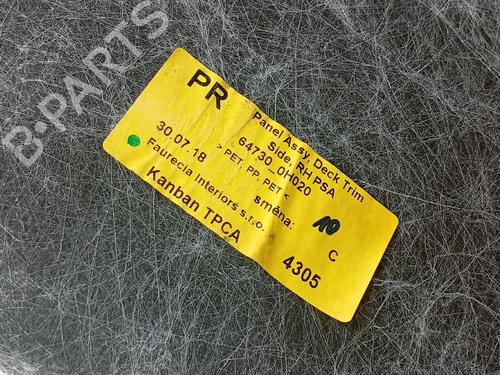 B-PARTS
PR
Panel Assy, Deck Trim
Side, RH PSA
64730_0H020
> PET, PP, PET <
30.07.18
směna:
10
C
Faurecia Interiors s.r.o.
Kanban TPCA
4305